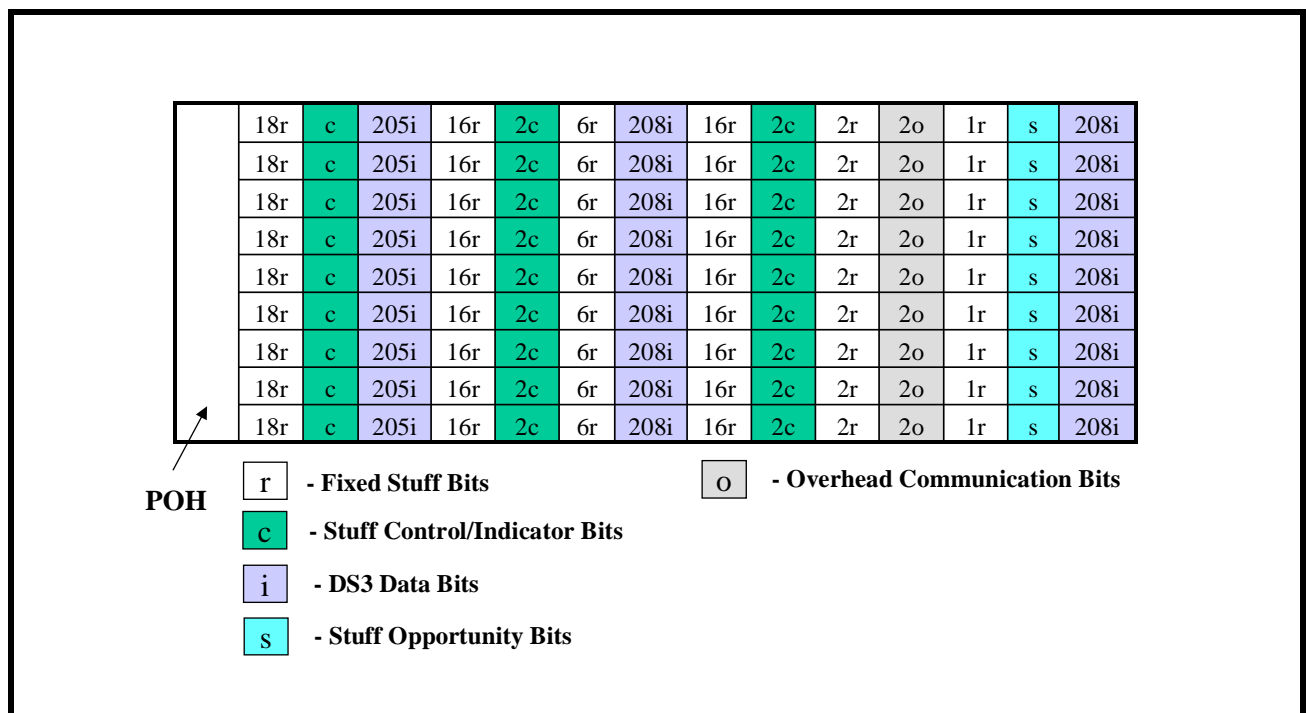 18r c 205i 16r 2c 6r 208i 16r 2c 2r 2o 1r s 208i
18r c 205i 16r 2c 6r 208i 16r 2c 2r 2o 1r s 208i
18r c 205i 16r 2c 6r 208i 16r 2c 2r 2o 1r s 208i
18r c 205i 16r 2c 6r 208i 16r 2c 2r 2o 1r s 208i
18r c 205i 16r 2c 6r 208i 16r 2c 2r 2o 1r s 208i
18r c 205i 16r 2c 6r 208i 16r 2c 2r 2o 1r s 208i
18r c 205i 16r 2c 6r 208i 16r 2c 2r 2o 1r s 208i
18r c 205i 16r 2c 6r 208i 16r 2c 2r 2o 1r s 208i
18r c 205i 16r 2c 6r 208i 16r 2c 2r 2o 1r s 208i
POH
r - Fixed Stuff Bits
o - Overhead Communication Bits
c - Stuff Control/Indicator Bits
i - DS3 Data Bits
s - Stuff Opportunity Bits